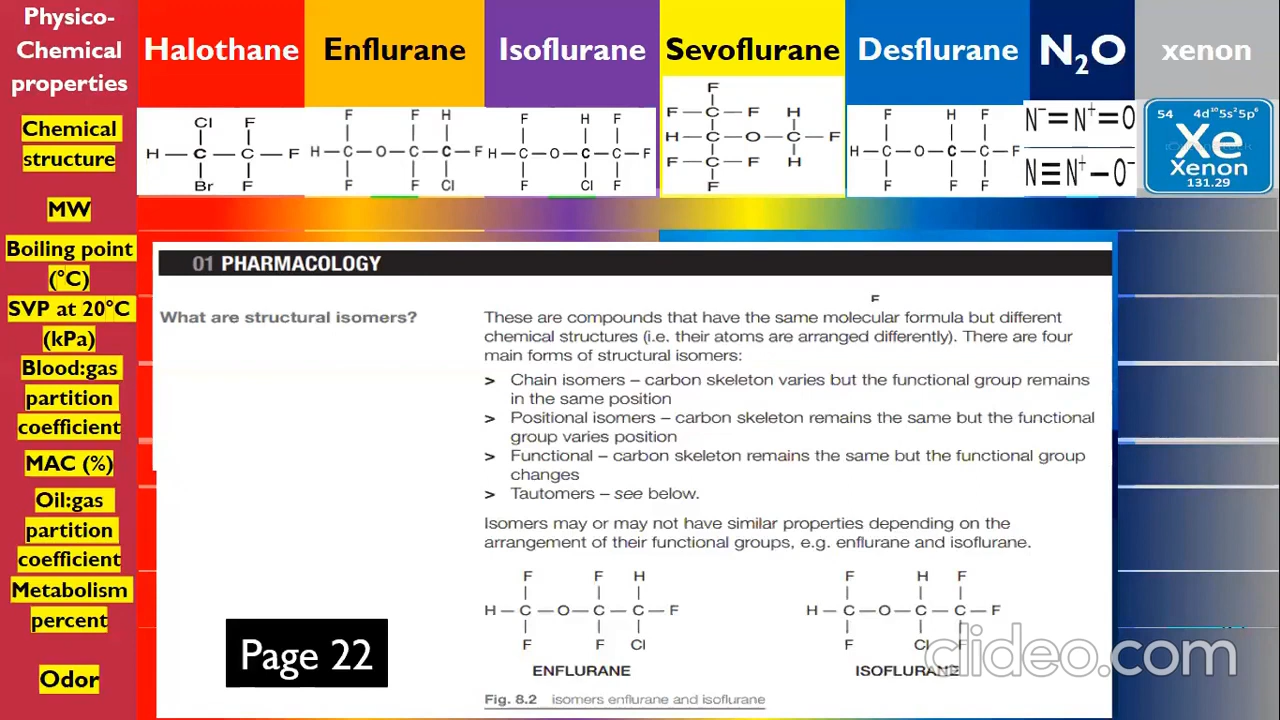 Physico-
Chemical
properties
Halothane
Enflurane
Isoflurane
Sevoflurane
Desflurane
N₂O
xenon
Chemical
structure
Cl F
H — C — C — F
Br F
F F H
H — C — O — C — C — F
F F Cl
F H F
H — C — O — C — C — F
F Cl F
F
F — C — F H
H — C — O — C — F
F — C — F H
F
F H F
H — C — O — C — C — F
F F F
N⁻=N⁺=O
N≡N⁺−O⁻
54 4d¹⁰5s²5p⁶
Xe
Xenon
131.29
MW
Boiling point
(°C)
SVP at 20°C
(kPa)
Blood:gas
partition
coefficient
MAC (%)
Oil:gas
partition
coefficient
Metabolism
percent
Odor
01 PHARMACOLOGY
F
What are structural isomers?
These are compounds that have the same molecular formula but different
chemical structures (i.e. their atoms are arranged differently). There are four
main forms of structural isomers:
> Chain isomers – carbon skeleton varies but the functional group remains
in the same position
> Positional isomers – carbon skeleton remains the same but the functional
group varies position
> Functional – carbon skeleton remains the same but the functional group
changes
> Tautomers – see below.
Isomers may or may not have similar properties depending on the
arrangement of their functional groups, e.g. enflurane and isoflurane.
F F H
H — C — O — C — C — F
F F Cl
ENFLURANE
F H F
H — C — O — C — C — F
F Cl F
ISOFLURANE
Fig. 8.2 isomers enflurane and isoflurane
Page 22
clideo.com